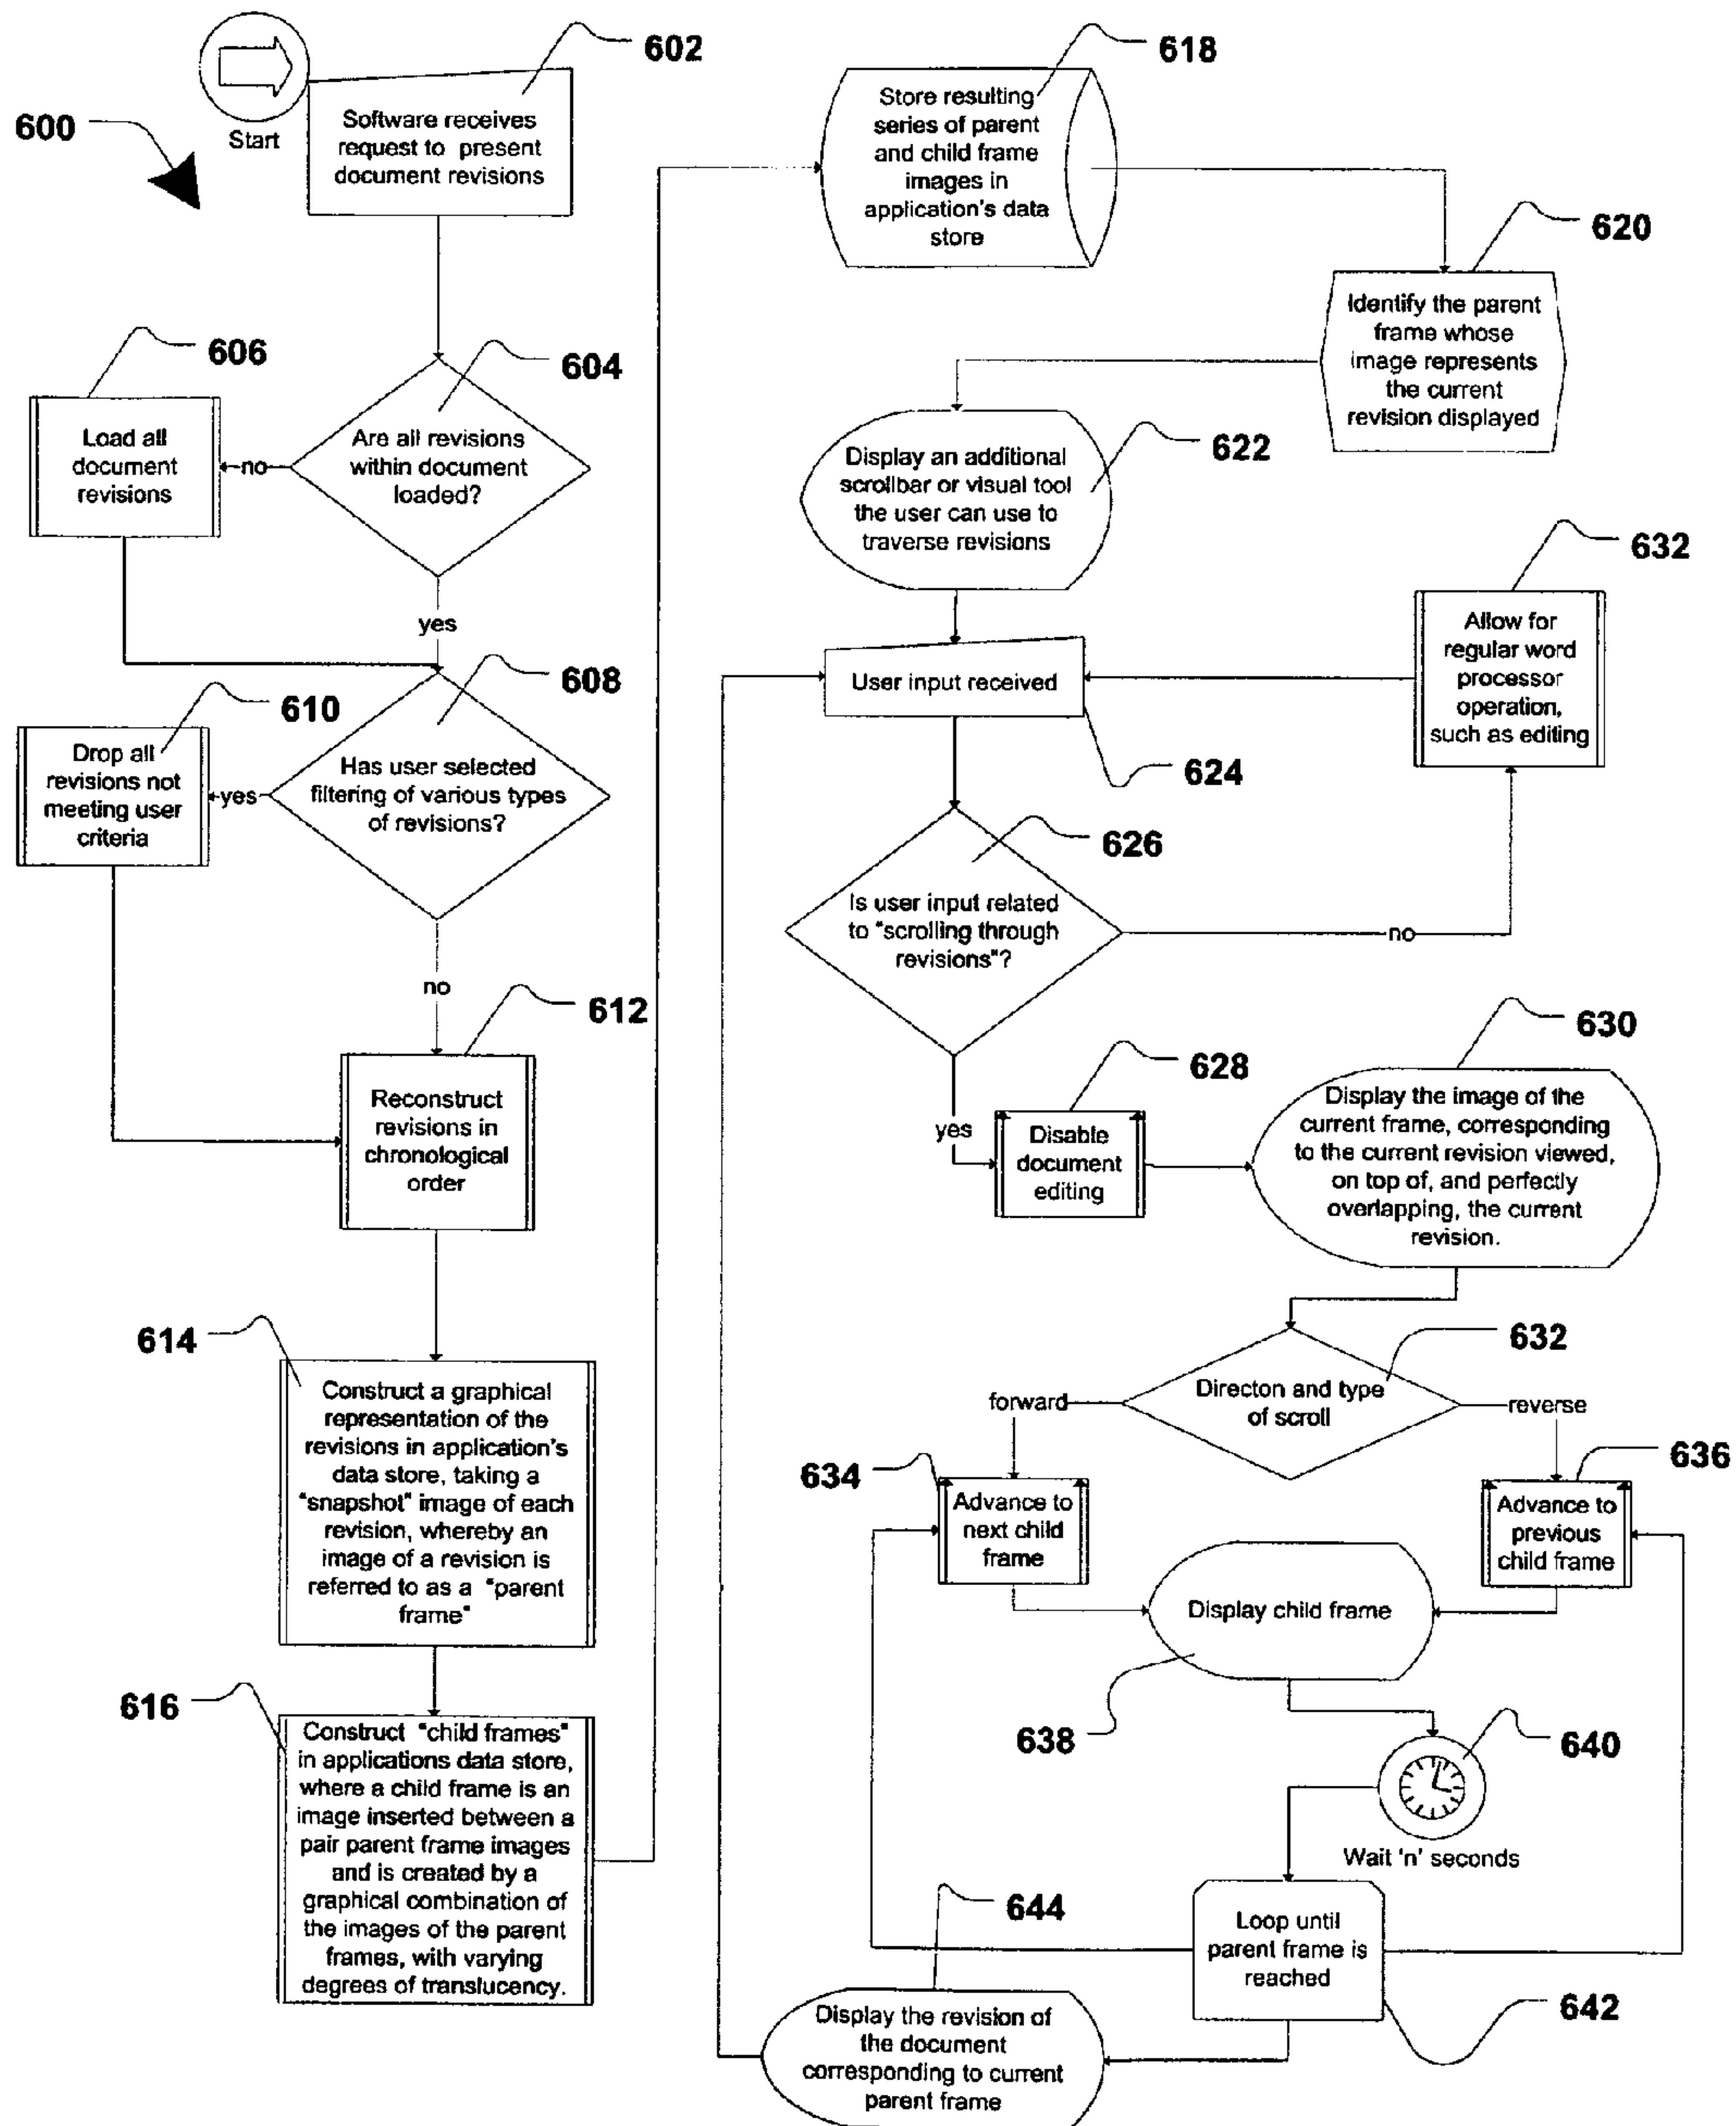 600
Start
602
Software receives
request to present
document revisions
604
Are all revisions
within document
loaded?
no
yes
606
Load all
document
revisions
608
Has user selected
filtering of various types
of revisions?
yes
no
610
Drop all
revisions not
meeting user
criteria
612
Reconstruct
revisions in
chronological
order
614
Construct a graphical
representation of the
revisions in application's
data store, taking a
"snapshot" image of each
revision, whereby an
image of a revision is
referred to as a "parent
frame"
616
Construct "child frames"
in applications data store,
where a child frame is an
image inserted between a
pair parent frame images
and is created by a
graphical combination of
the images of the parent
frames, with varying
degrees of translucency.
618
Store resulting
series of parent
and child frame
images in
application's data
store
620
Identify the parent
frame whose
image represents
the current
revision displayed
622
Display an additional
scrollbar or visual tool
the user can use to
traverse revisions
User input received
624
632
Allow for
regular word
processor
operation,
such as editing
626
Is user input related
to "scrolling through
revisions"?
no
yes
628
Disable
document
editing
630
Display the image of the
current frame, corresponding
to the current revision viewed,
on top of, and perfectly
overlapping, the current
revision.
632
Directon and type
of scroll
forward
reverse
634
Advance to
next child
frame
636
Advance to
previous
child frame
Display child frame
638
640
Wait 'n' seconds
Loop until
parent frame is
reached
642
644
Display the revision of
the document
corresponding to current
parent frame